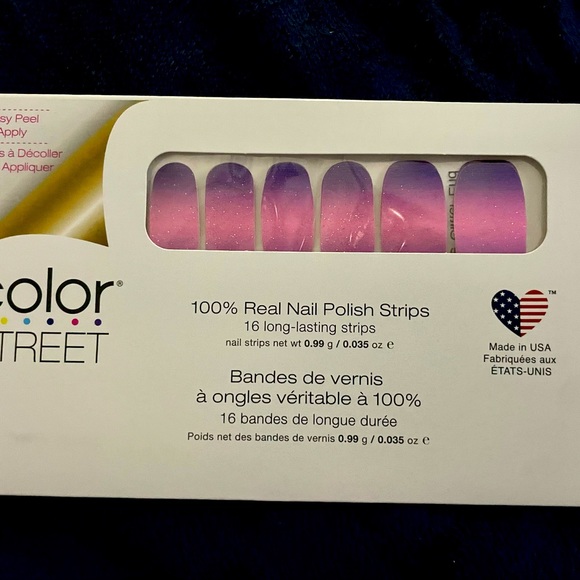 sy Peel
Apply
s à Décoller
Appliquer
color®
TREET
100% Real Nail Polish Strips
16 long-lasting strips
nail strips net wt 0.99 g / 0.035 oz ℮
Bandes de vernis
à ongles véritable à 100%
16 bandes de longue durée
Poids net des bandes de vernis 0.99 g / 0.035 oz ℮
™
Made in USA
Fabriquées aux
ÉTATS-UNIS